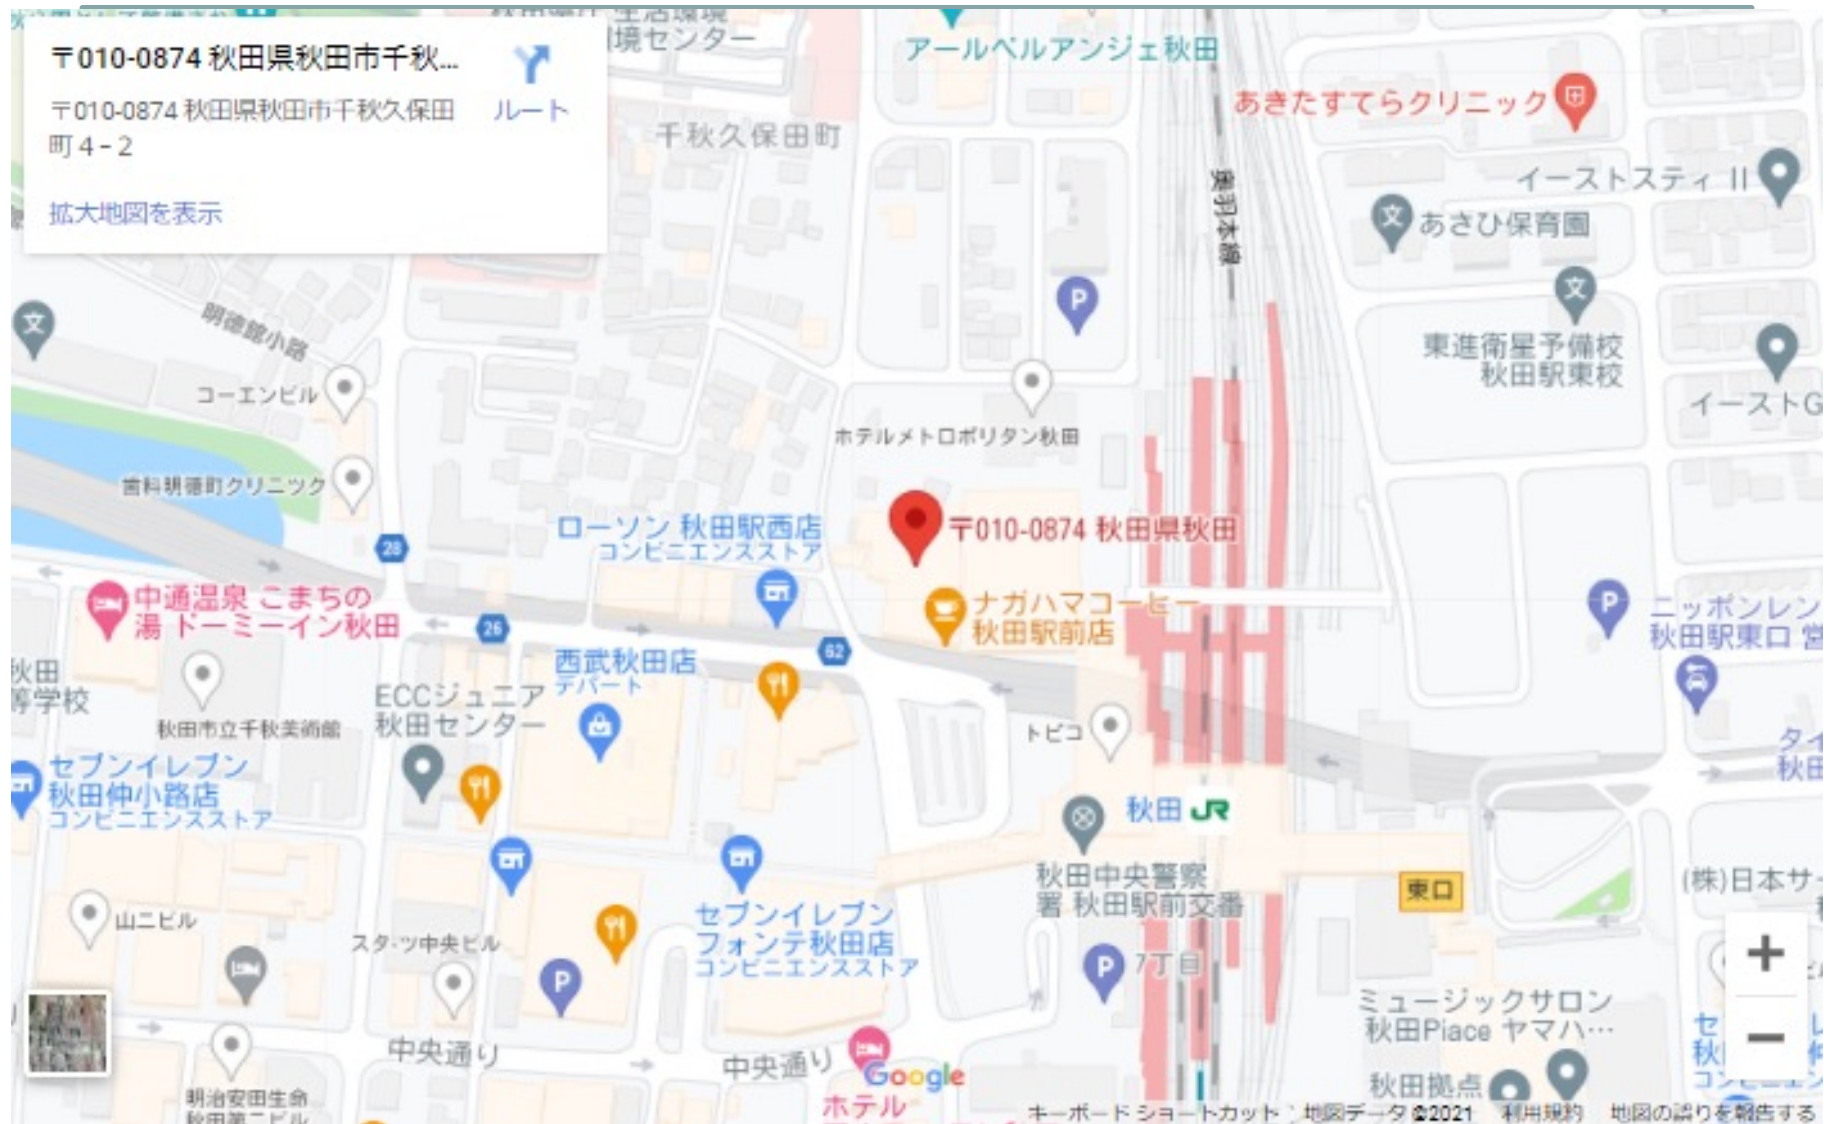 〒010-0874 秋田県秋田市千秋...
〒010-0874 秋田県秋田市千秋久保田
町4-2
ルート
拡大地図を表示
境センター
アールベルアンジェ秋田
あきたすてらクリニック
千秋久保田町
イーストスティ II
奥羽本線
あさひ保育園
明徳館小路
東進衛星予備校
秋田駅東校
コーエンビル
イーストG
ホテルメトロポリタン秋田
歯科明徳町クリニック
ローソン 秋田駅西店
コンビニエンスストア
〒010-0874 秋田県秋田
28
中通温泉 こまちの
湯 ドーミーイン秋田
26
62
ナガハマコーヒー
秋田駅前店
ニッポンレン
秋田駅東口 営
西武秋田店
デパート
秋田
等学校
ECCジュニア
秋田センター
秋田市立千秋美術館
トピコ
タイ
秋田
セブンイレブン
秋田仲小路店
コンビニエンスストア
秋田 JR
秋田中央警察
署 秋田駅前交番
東口
(株)日本サー
山二ビル
スタ・ツ中央ビル
セブンイレブン
フォンテ秋田店
コンビニエンスストア
7丁目
ミュージックサロン
秋田Piace ヤマハ…
中央通り
中央通り
Google
ホテル
明治安田生命
秋田第二ビル
秋田拠点
キーボード ショートカット
地図データ ©2021
利用規約
地図の誤りを報告する